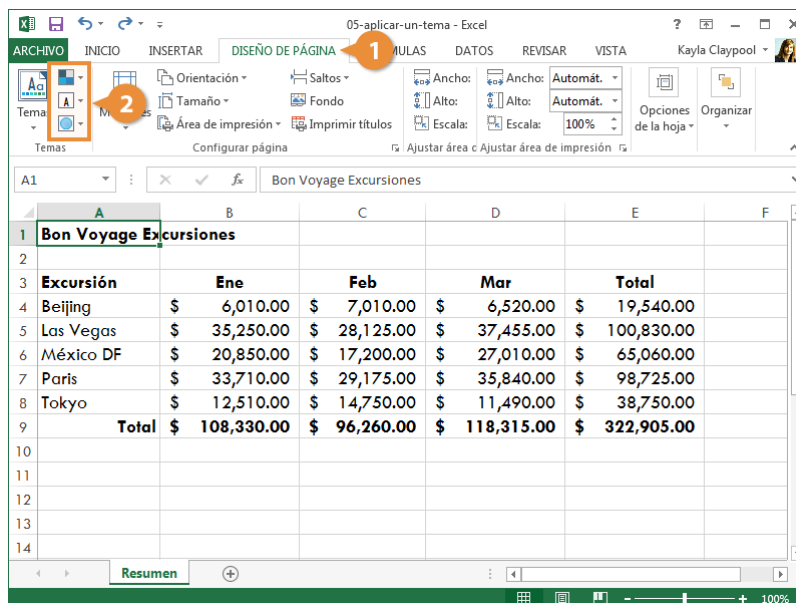 05-aplicar-un-tema - Excel ?
ARCHIVO INICIO INSERTAR DISEÑO DE PÁGINA 1 MULAS DATOS REVISAR VISTA Kayla Claypool
Aa Orientación Saltos Ancho: Ancho: Automát.
A Tamaño Fondo Alto: Alto: Automát.
2 Área de impresión Imprimir títulos Escala: Escala: 100%
Opciones de la hoja Organizar
Temas Configurar página Ajustar área d Ajustar área de impresión
A1 fx Bon Voyage Excursiones
A B C D E F
1 Bon Voyage Excursiones
2
3 Excursión Ene Feb Mar Total
4 Beijing $ 6,010.00 $ 7,010.00 $ 6,520.00 $ 19,540.00
5 Las Vegas $ 35,250.00 $ 28,125.00 $ 37,455.00 $ 100,830.00
6 México DF $ 20,850.00 $ 17,200.00 $ 27,010.00 $ 65,060.00
7 Paris $ 33,710.00 $ 29,175.00 $ 35,840.00 $ 98,725.00
8 Tokyo $ 12,510.00 $ 14,750.00 $ 11,490.00 $ 38,750.00
9 Total $ 108,330.00 $ 96,260.00 $ 118,315.00 $ 322,905.00
10
11
12
13
14
Resumen
100%